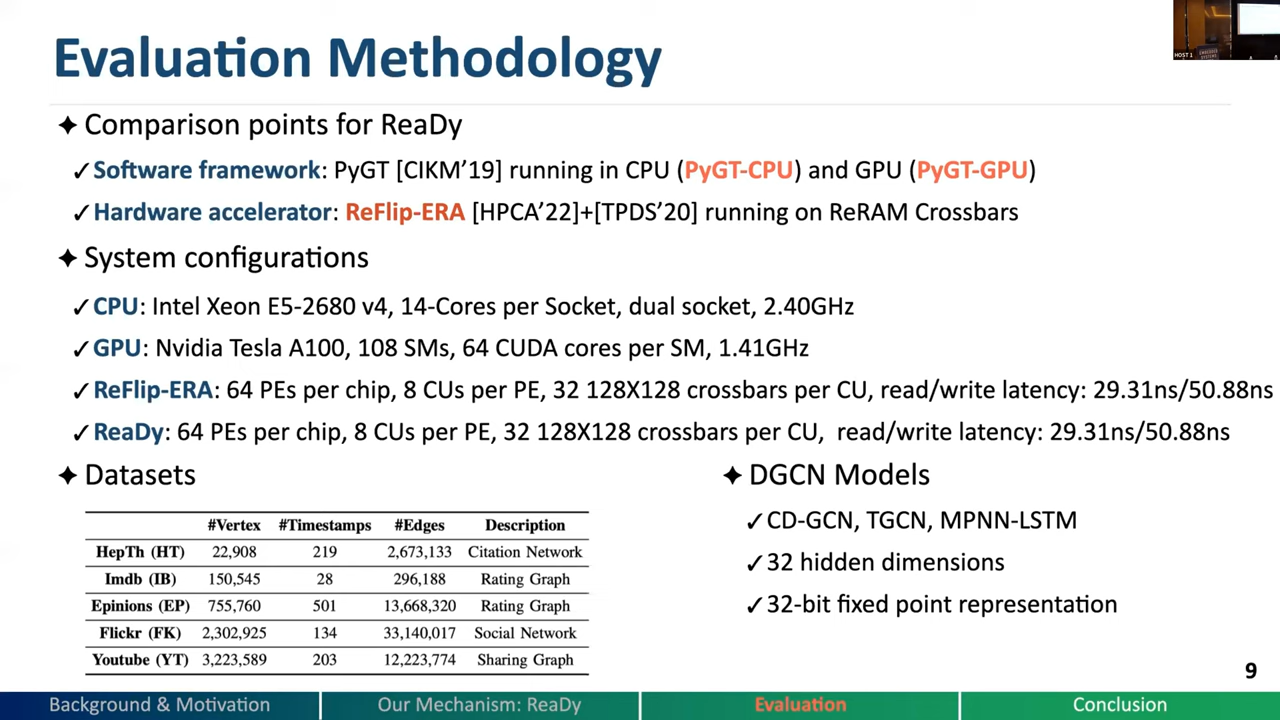 Evaluation Methodology
HOST 1
✦ Comparison points for ReaDy
✓Software framework: PyGT [CIKM’19] running in CPU (PyGT-CPU) and GPU (PyGT-GPU)
✓Hardware accelerator: ReFlip-ERA [HPCA’22]+[TPDS’20] running on ReRAM Crossbars
✦ System configurations
✓CPU: Intel Xeon E5-2680 v4, 14-Cores per Socket, dual socket, 2.40GHz
✓GPU: Nvidia Tesla A100, 108 SMs, 64 CUDA cores per SM, 1.41GHz
✓ReFlip-ERA: 64 PEs per chip, 8 CUs per PE, 32 128X128 crossbars per CU, read/write latency: 29.31ns/50.88ns
✓ReaDy: 64 PEs per chip, 8 CUs per PE, 32 128X128 crossbars per CU, read/write latency: 29.31ns/50.88ns
✦ Datasets
#Vertex #Timestamps #Edges Description
HepTh (HT) 22,908 219 2,673,133 Citation Network
Imdb (IB) 150,545 28 296,188 Rating Graph
Epinions (EP) 755,760 501 13,668,320 Rating Graph
Flickr (FK) 2,302,925 134 33,140,017 Social Network
Youtube (YT) 3,223,589 203 12,223,774 Sharing Graph
✦ DGCN Models
✓CD-GCN, TGCN, MPNN-LSTM
✓32 hidden dimensions
✓32-bit fixed point representation
9
Background & Motivation Our Mechanism: ReaDy Evaluation Conclusion